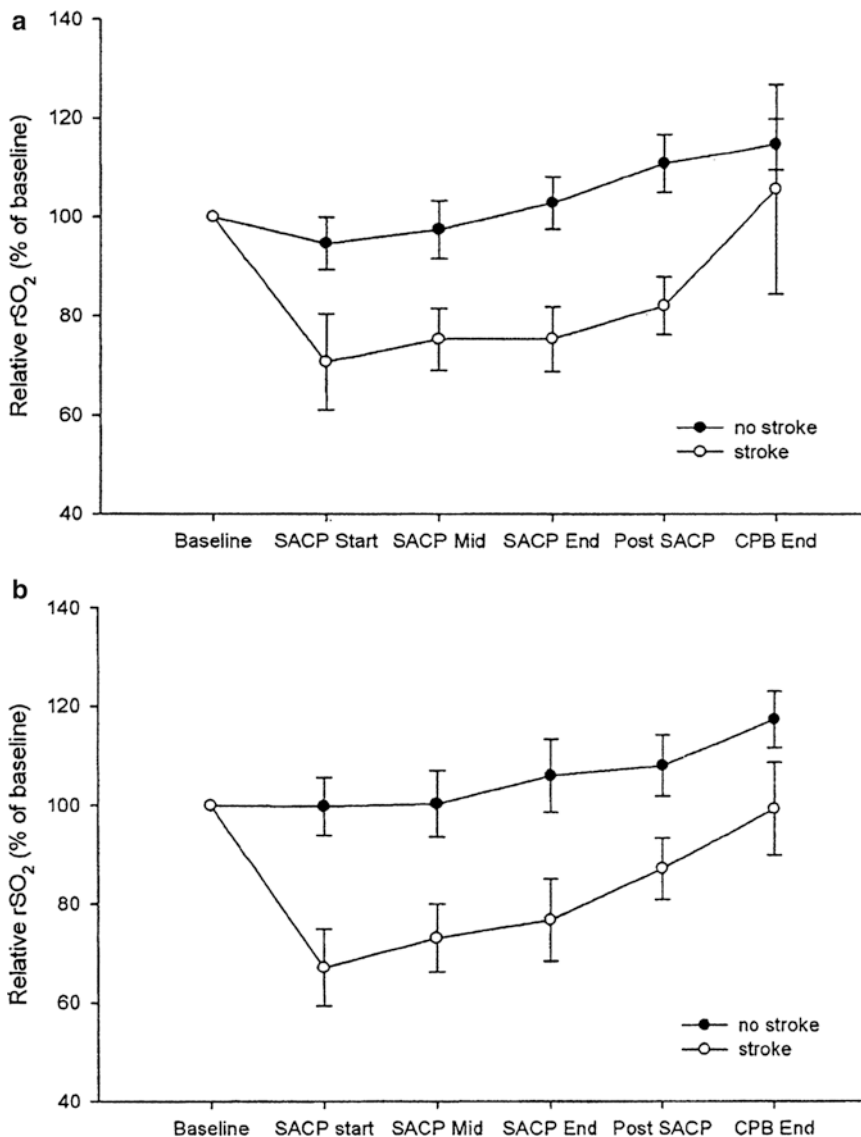 a
140
120
100
80
60
40
Relative rSO₂ (% of baseline)
no stroke
stroke
Baseline SACP Start SACP Mid SACP End Post SACP CPB End
b
140
120
100
80
60
40
Relative rSO₂ (% of baseline)
no stroke
stroke
Baseline SACP start SACP Mid SACP End Post SACP CPB End